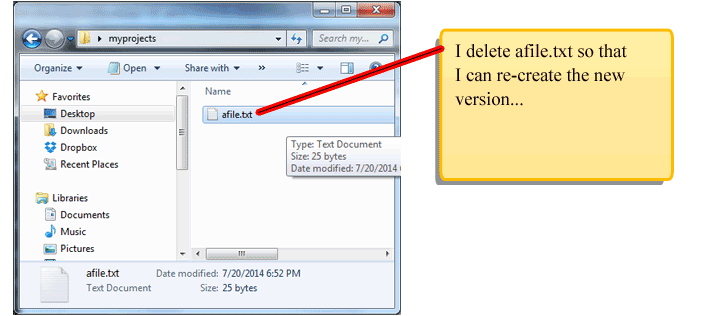 myprojects
Search my...
Organize
Open
Share with
»
Favorites
Desktop
Downloads
Dropbox
Recent Places
Libraries
Documents
Music
Pictures
Name
afile.txt
Type: Text Document
Size: 25 bytes
Date modified: 7/20/2014
afile.txt Date modified: 7/20/2014 6:52 PM
Text Document Size: 25 bytes
I delete afile.txt so that
I can re-create the new
version...